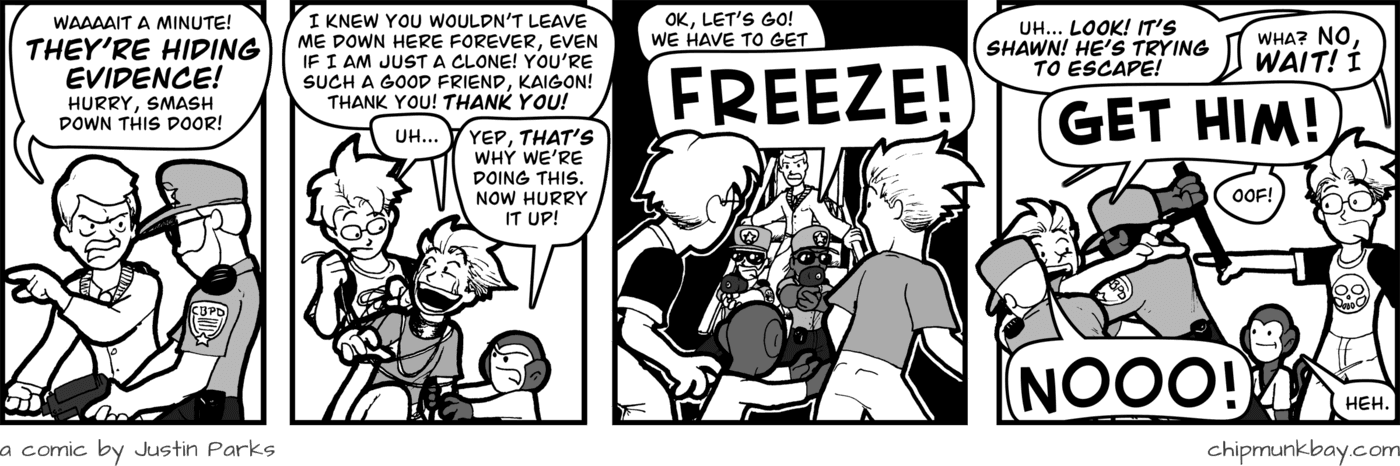 WAAAAIT A MINUTE!
THEY'RE HIDING
EVIDENCE!
HURRY, SMASH
DOWN THIS DOOR!
CBPD
I KNEW YOU WOULDN'T LEAVE
ME DOWN HERE FOREVER, EVEN
IF I AM JUST A CLONE! YOU'RE
SUCH A GOOD FRIEND, KAIGON!
THANK YOU! THANK YOU!
UH...
YEP, THAT'S
WHY WE'RE
DOING THIS.
NOW HURRY
IT UP!
OK, LET'S GO!
WE HAVE TO GET
FREEZE!
UH... LOOK! IT'S
SHAWN! HE'S TRYING
TO ESCAPE!
WHA? NO,
WAIT! I
GET HIM!
OOF!
CBPD
NOOO!
HEH.
a comic by Justin Parks
chipmunkbay.com